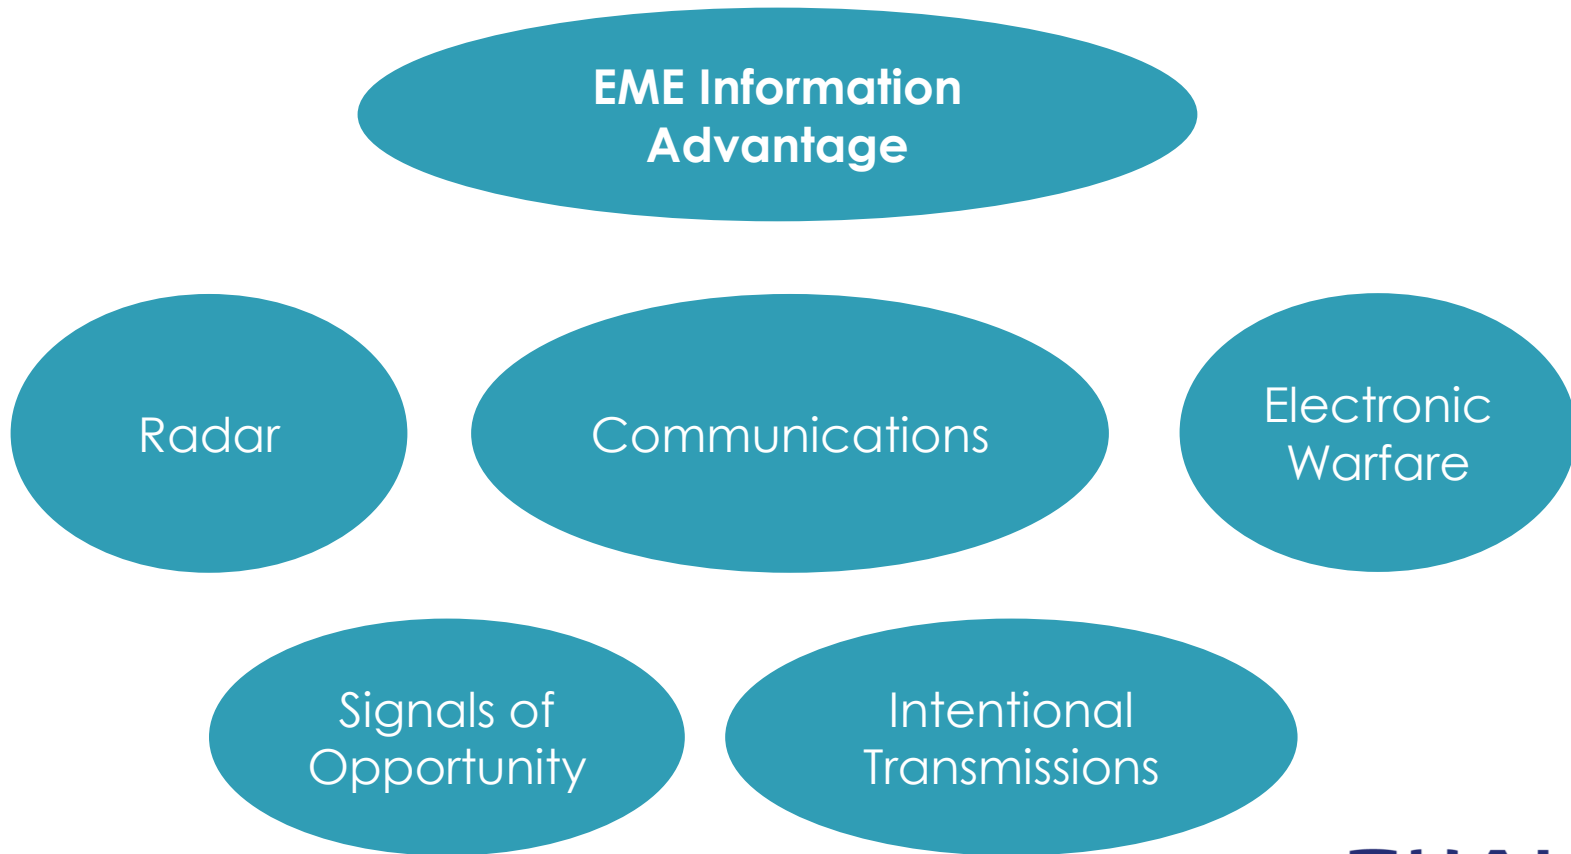 EME Information
Advantage
Radar
Communications
Electronic
Warfare
Signals of
Opportunity
Intentional
Transmissions